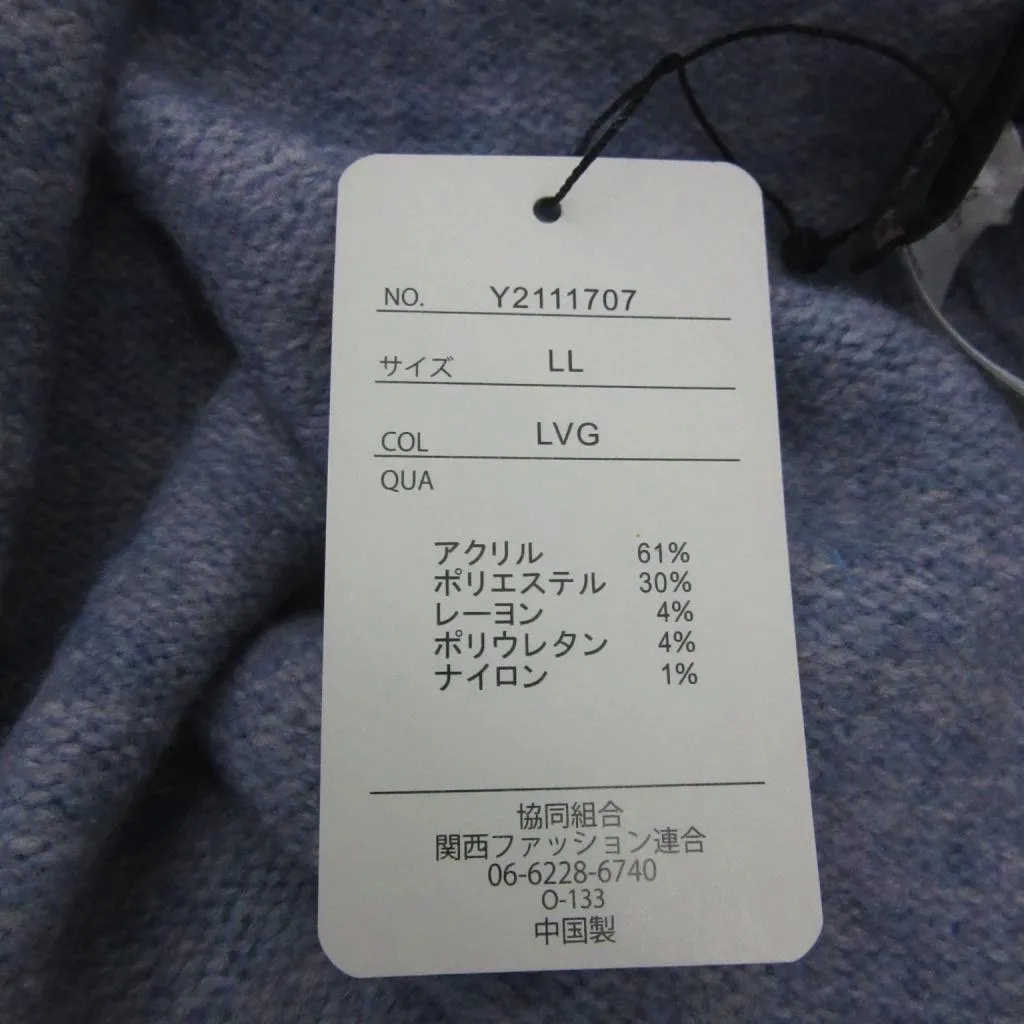 NO. Y2111707
サイズ LL
COL LVG
QUA
アクリル 61%
ポリエステル 30%
レーヨン 4%
ポリウレタン 4%
ナイロン 1%
協同組合
関西ファッション連合
06-6228-6740
O-133
中国製